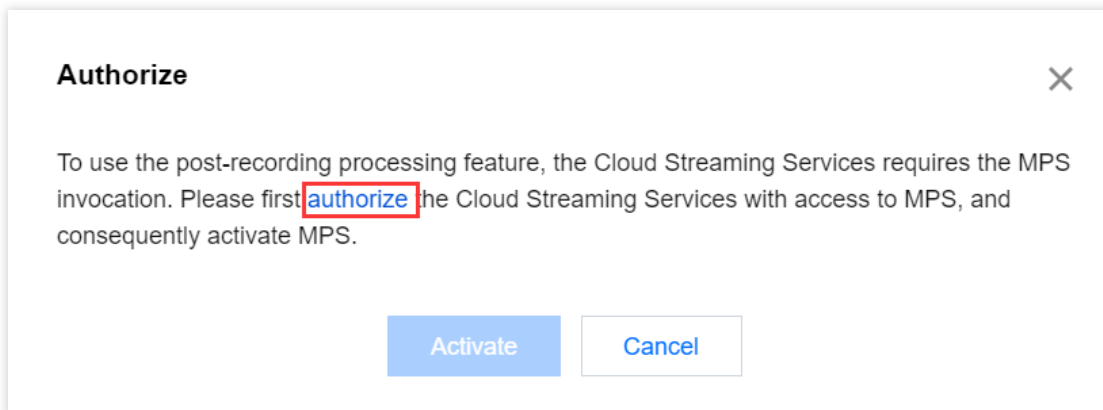 Authorize
To use the post-recording processing feature, the Cloud Streaming Services requires the MPS
invocation. Please first authorize the Cloud Streaming Services with access to MPS, and
consequently activate MPS.
Activate Cancel